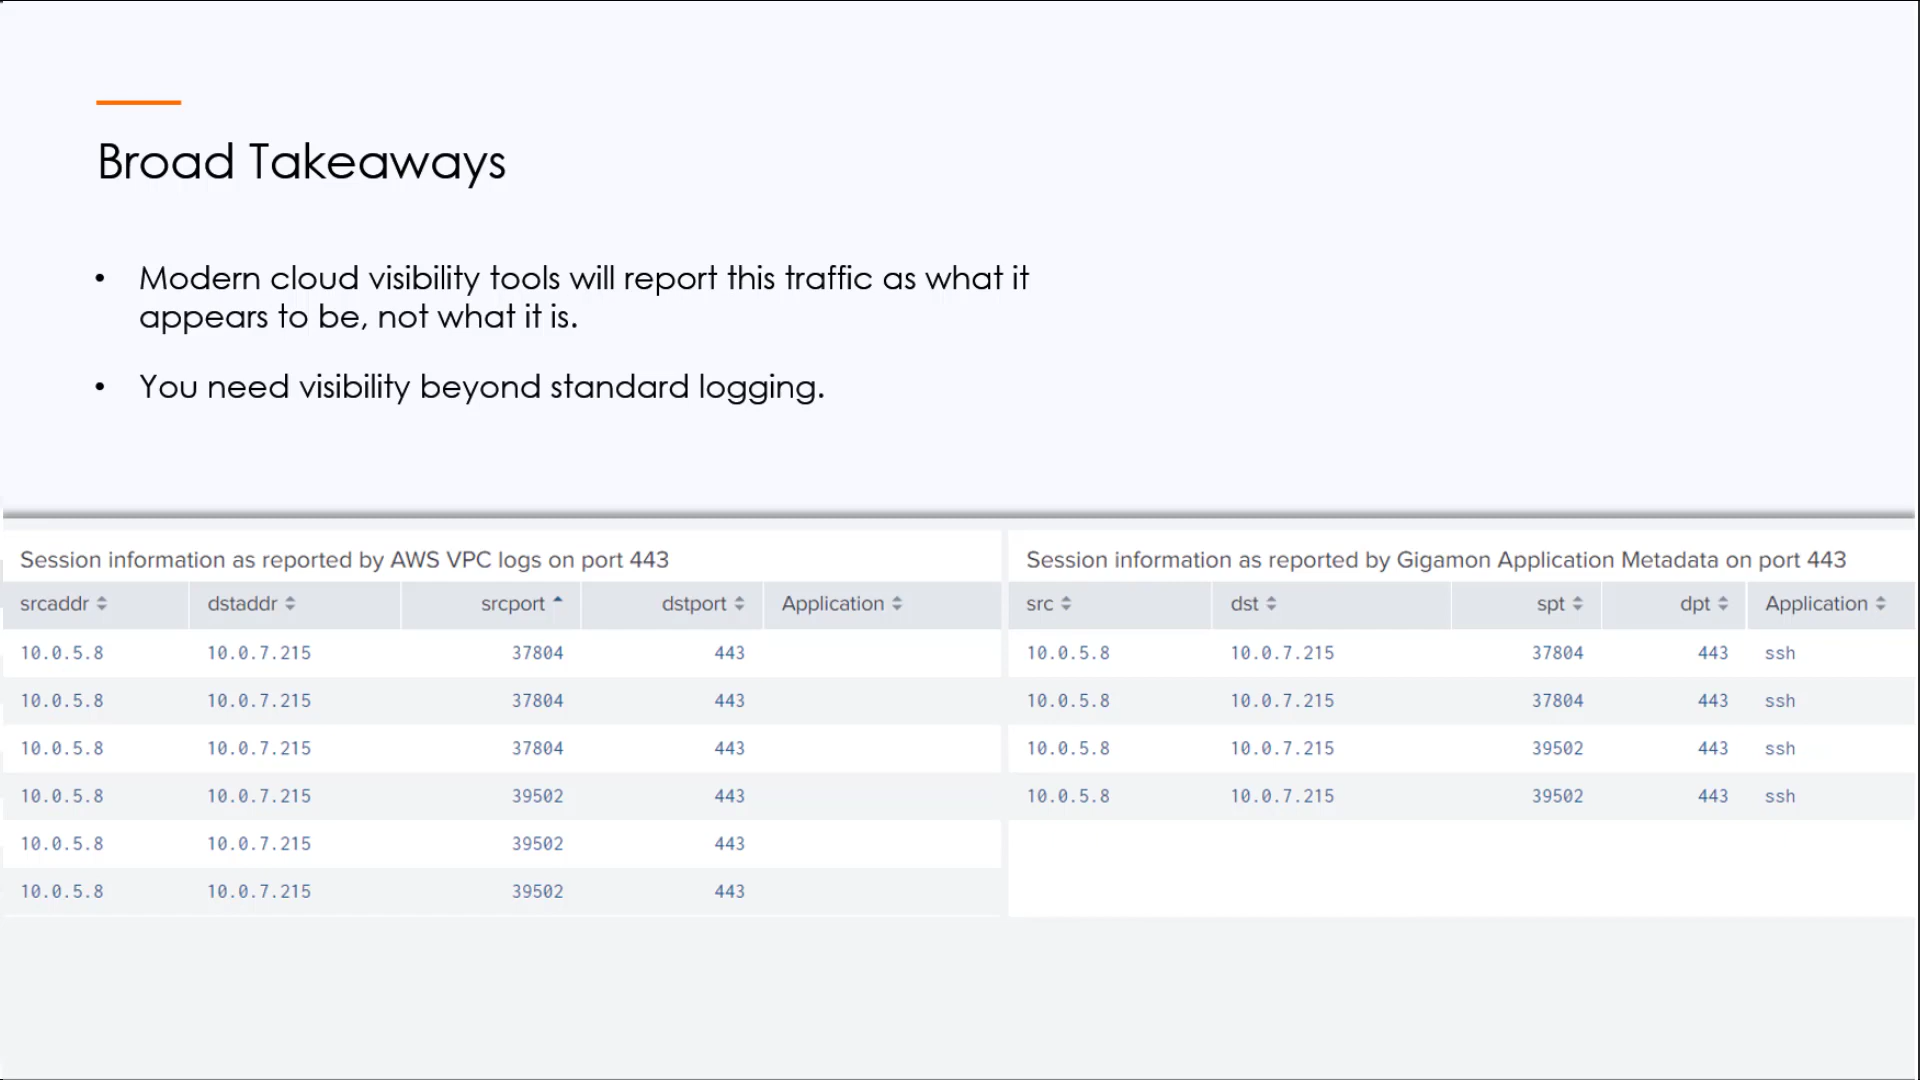 Broad Takeaways
• Modern cloud visibility tools will report this traffic as what it
appears to be, not what it is.
• You need visibility beyond standard logging.
Session information as reported by AWS VPC logs on port 443
srcaddr dstaddr srcport dstport Application
10.0.5.8 10.0.7.215 37804 443
10.0.5.8 10.0.7.215 37804 443
10.0.5.8 10.0.7.215 37804 443
10.0.5.8 10.0.7.215 39502 443
10.0.5.8 10.0.7.215 39502 443
10.0.5.8 10.0.7.215 39502 443
Session information as reported by Gigamon Application Metadata on port 443
src dst spt dpt Application
10.0.5.8 10.0.7.215 37804 443 ssh
10.0.5.8 10.0.7.215 37804 443 ssh
10.0.5.8 10.0.7.215 39502 443 ssh
10.0.5.8 10.0.7.215 39502 443 ssh